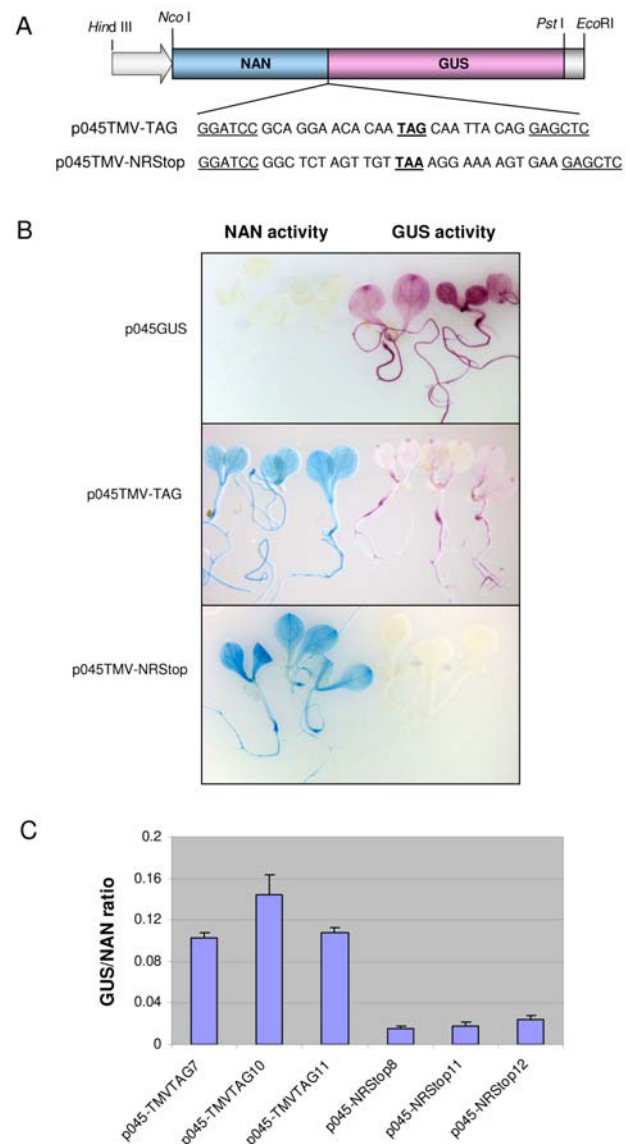 A
Hind III
Nco I
Pst I
EcoRI
NAN
GUS
p045TMV-TAG GGATCC GCA GGA ACA CAA TAG CAA TTA CAG GAGCTC
p045TMV-NRStop GGATCC GGC TCT AGT TGT TAA AGG AAA AGT GAA GAGCTC
B
NAN activity
GUS activity
p045GUS
p045TMV-TAG
p045TMV-NRStop
C
GUS/NAN ratio
0.2
0.16
0.12
0.08
0.04
0
p045-TMVTAG7
p045-TMVTAG10
p045-TMVTAG11
p045-NRStop8
p045-NRStop11
p045-NRStop12